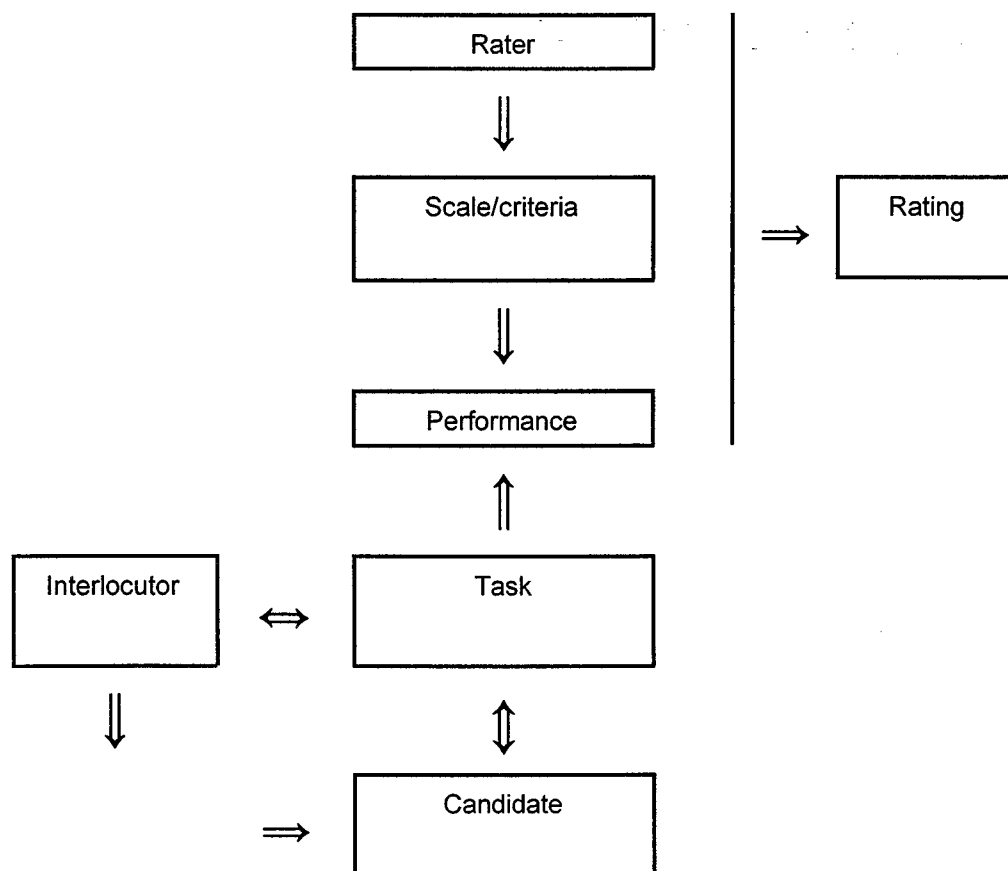 Rater
Scale/criteria
Rating
Performance
Interlocutor
Task
Candidate